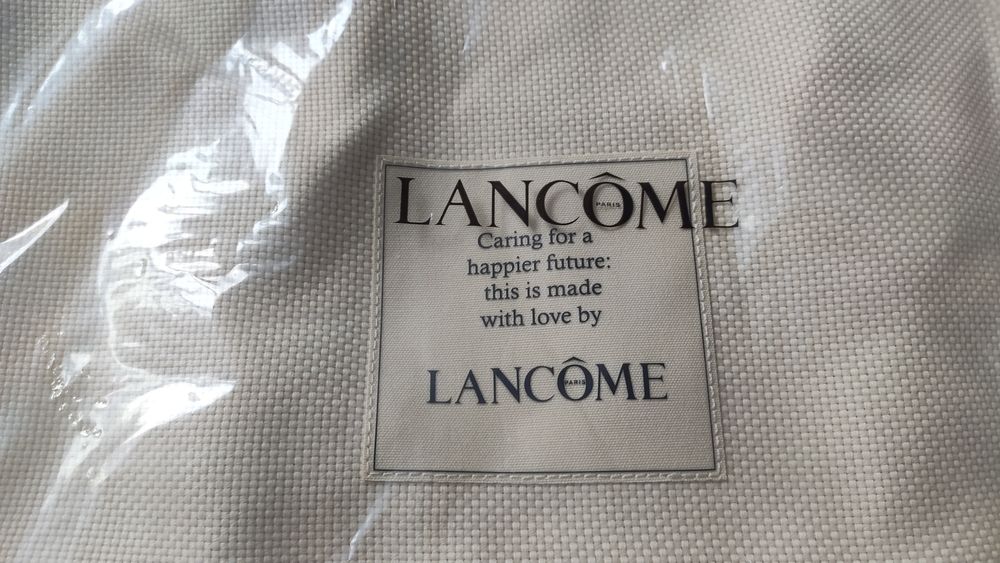 LANCÔME
PARIS
Caring for a
happier future:
this is made
with love by
LANCÔME
PARIS